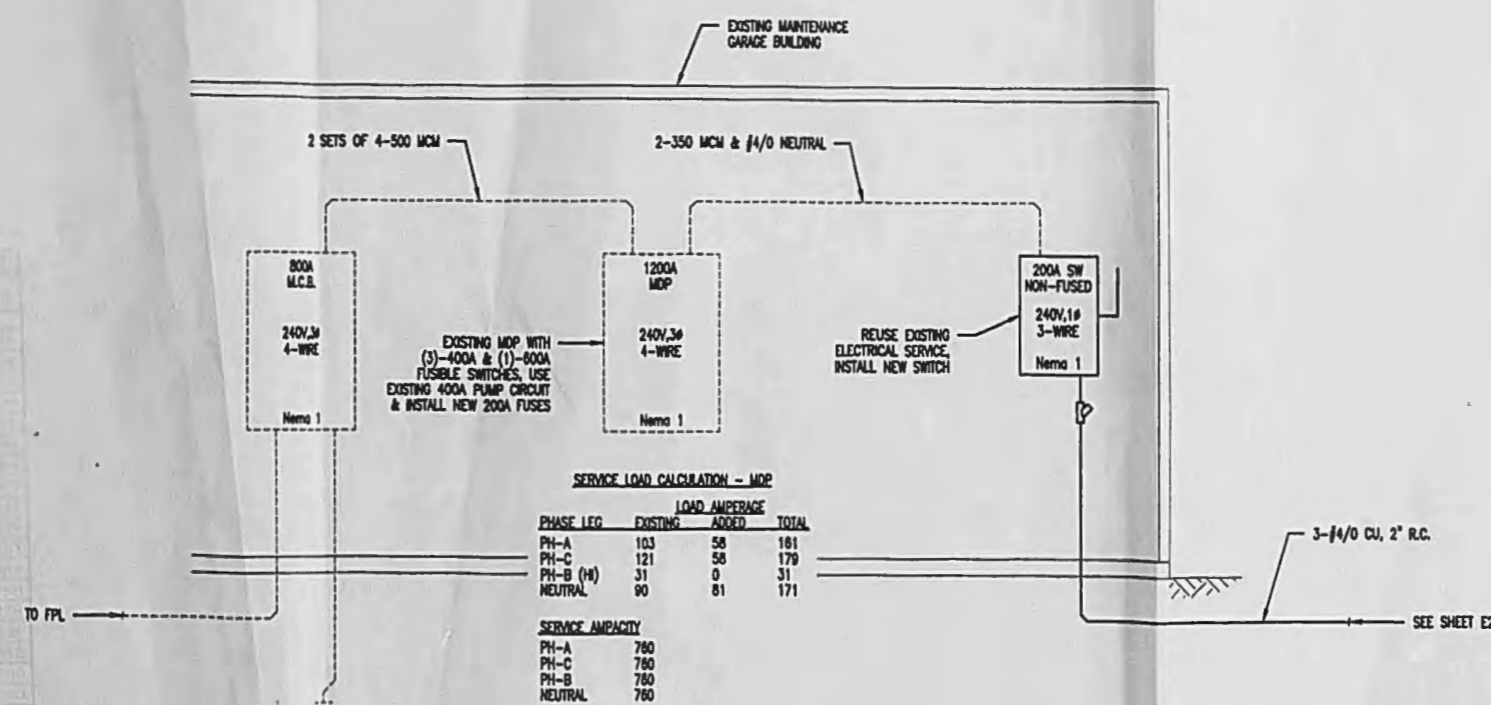 EXISTING MAINTENANCE
GARAGE BUILDING
2 SETS OF 4-500 MCM
2-350 MCM & #4/0 NEUTRAL
800A
M.C.B.
240V,3ø
4-WIRE
Nema 1
1200A
MDP
240V,3ø
4-WIRE
Nema 1
EXISTING MDP WITH
(3)-400A & (1)-600A
FUSIBLE SWITCHES, USE
EXISTING 400A PUMP CIRCUIT
& INSTALL NEW 200A FUSES
200A SW
NON-FUSED
240V,1ø
3-WIRE
Nema 1
REUSE EXISTING
ELECTRICAL SERVICE,
INSTALL NEW SWITCH
SERVICE LOAD CALCULATION - MDP
LOAD AMPERAGE
PHASE LEG EXISTING ADDED TOTAL
PH-A 103 58 161
PH-C 121 58 179
PH-B (HI) 31 0 31
NEUTRAL 90 81 171
SERVICE AMPACITY
PH-A 760
PH-C 760
PH-B 760
NEUTRAL 760
3-#4/0 CU, 2" R.C.
TO FPL
SEE SHEET E2